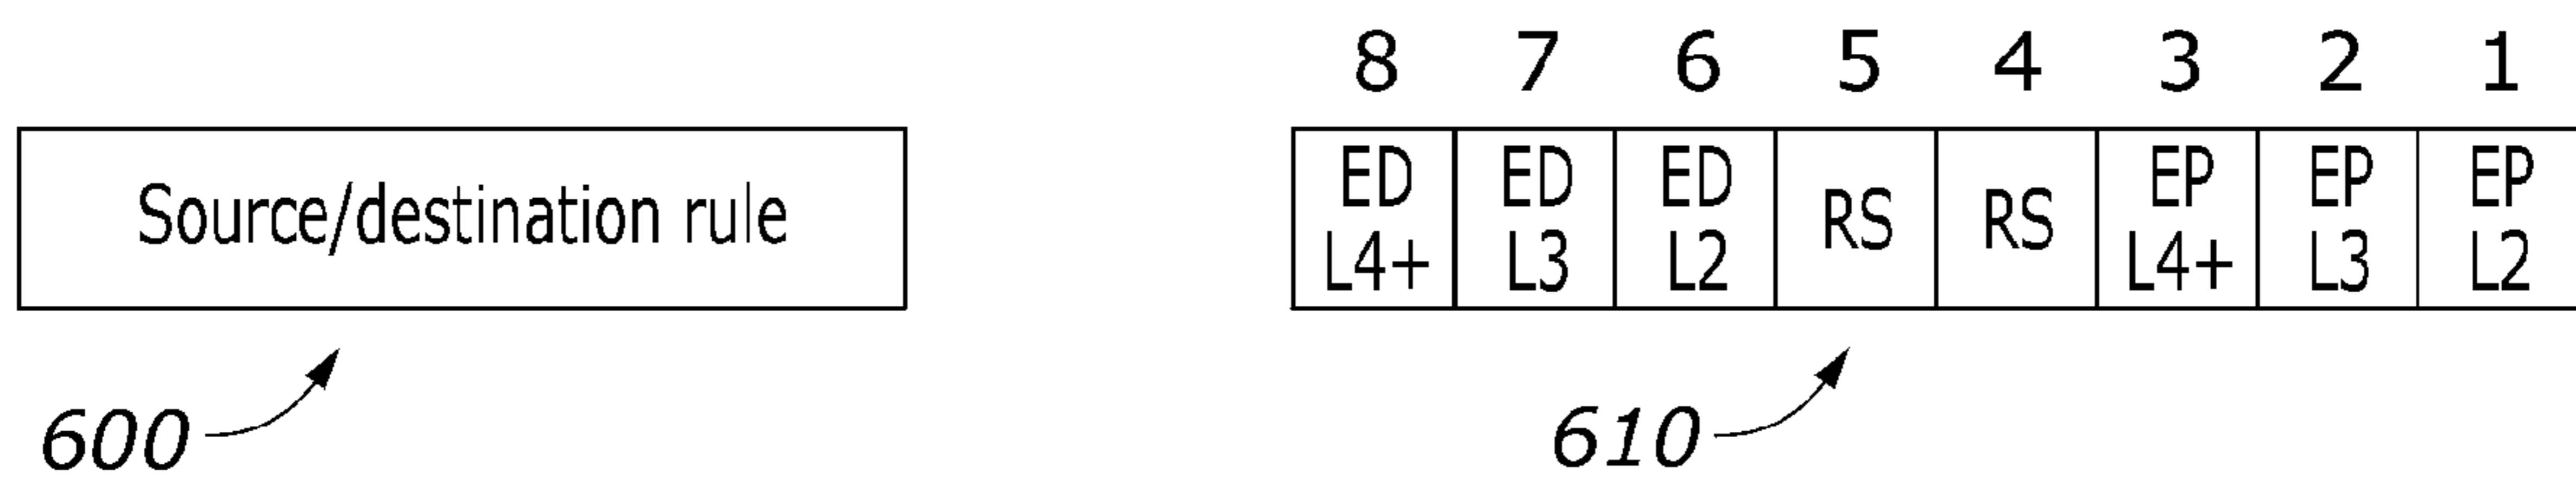 8 7 6 5 4 3 2 1
Source/destination rule
ED ED ED RS RS EP EP EP
L4+ L3 L2 L4+ L3 L2
600
610